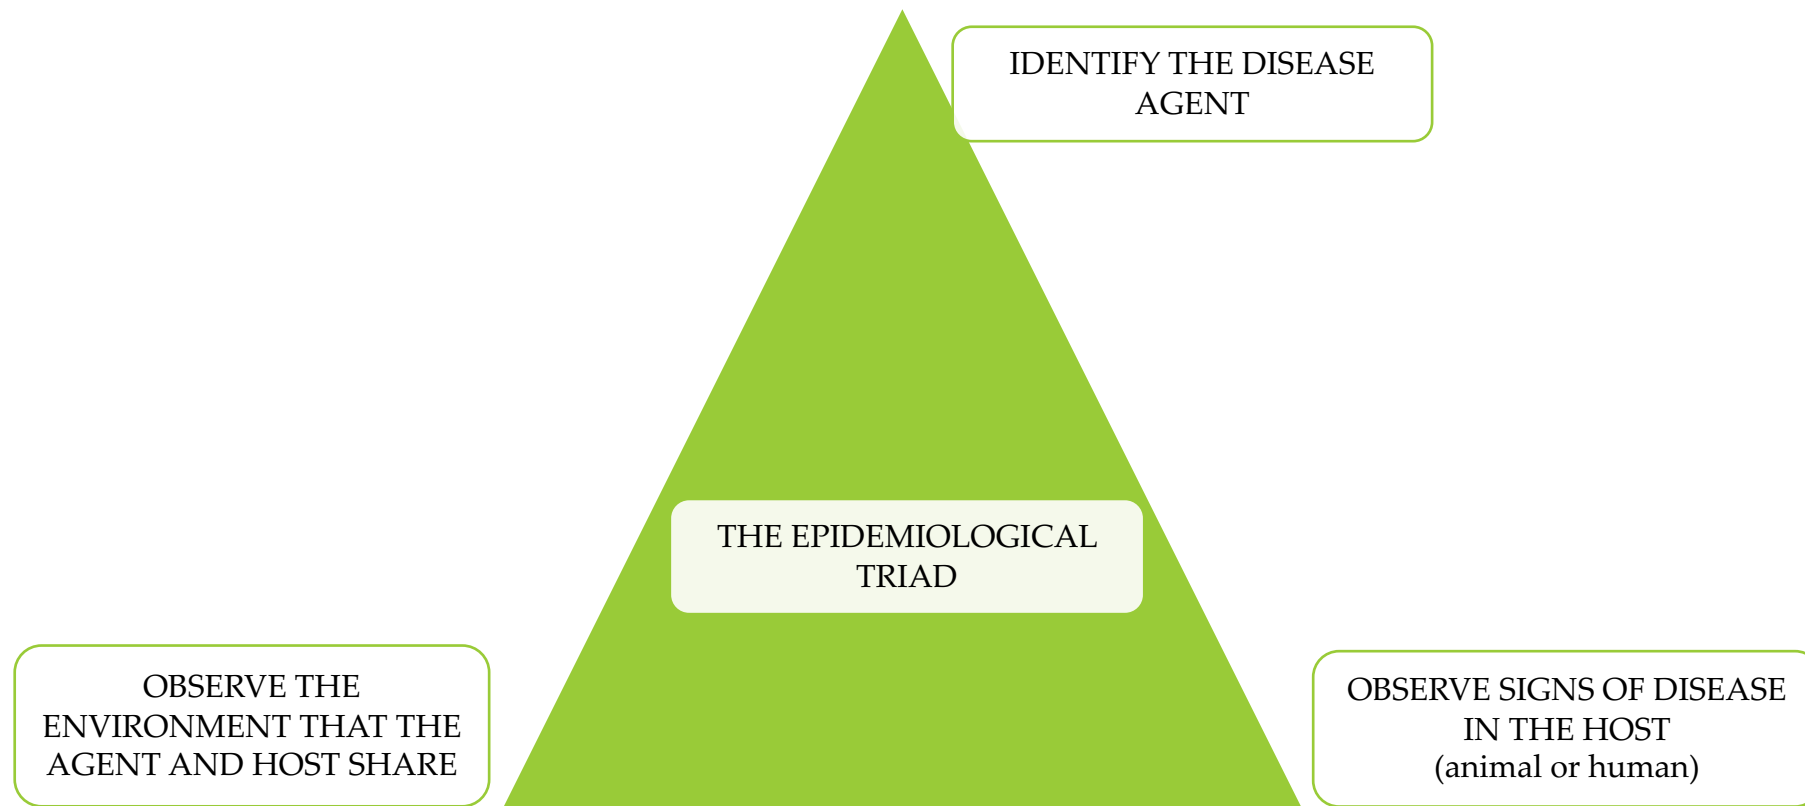 IDENTIFY THE DISEASE
AGENT
THE EPIDEMIOLOGICAL
TRIAD
OBSERVE THE
ENVIRONMENT THAT THE
AGENT AND HOST SHARE
OBSERVE SIGNS OF DISEASE
IN THE HOST
(animal or human)